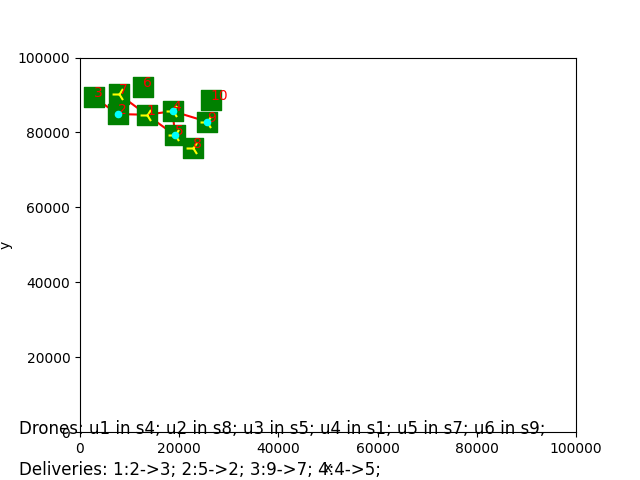 100000
80000
60000
40000
20000
0
0 20000 40000 60000 80000 100000
y
x
Drones: u1 in s4; u2 in s8; u3 in s5; u4 in s1; u5 in s7; u6 in s9;
Deliveries: 1:2->3; 2:5->2; 3:9->7; 4:4->5;